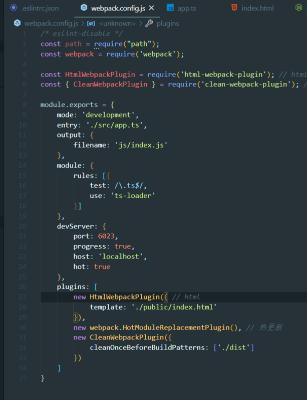 .eslintrc.json webpack.config.js app.ts index.html
webpack.config.js > <unknown> > plugins
/* eslint-disable */
const path = require("path");
const webpack = require('webpack');
const HtmlWebpackPlugin = require('html-webpack-plugin'); // html
const { CleanWebpackPlugin } = require('clean-webpack-plugin'); //
module.exports = {
mode: 'development',
entry: './src/app.ts',
output: {
filename: 'js/index.js'
},
module: {
rules: [{
test: /\.ts$/,
use: 'ts-loader'
}]
},
devServer: {
port: 6023,
progress: true,
host: 'localhost',
hot: true
},
plugins: [
new HtmlWebpackPlugin({ // html
template: './public/index.html'
}),
new webpack.HotModuleReplacementPlugin(), // 热更新
new CleanWebpackPlugin({
cleanOnceBeforeBuildPatterns: ['./dist']
})
]
}